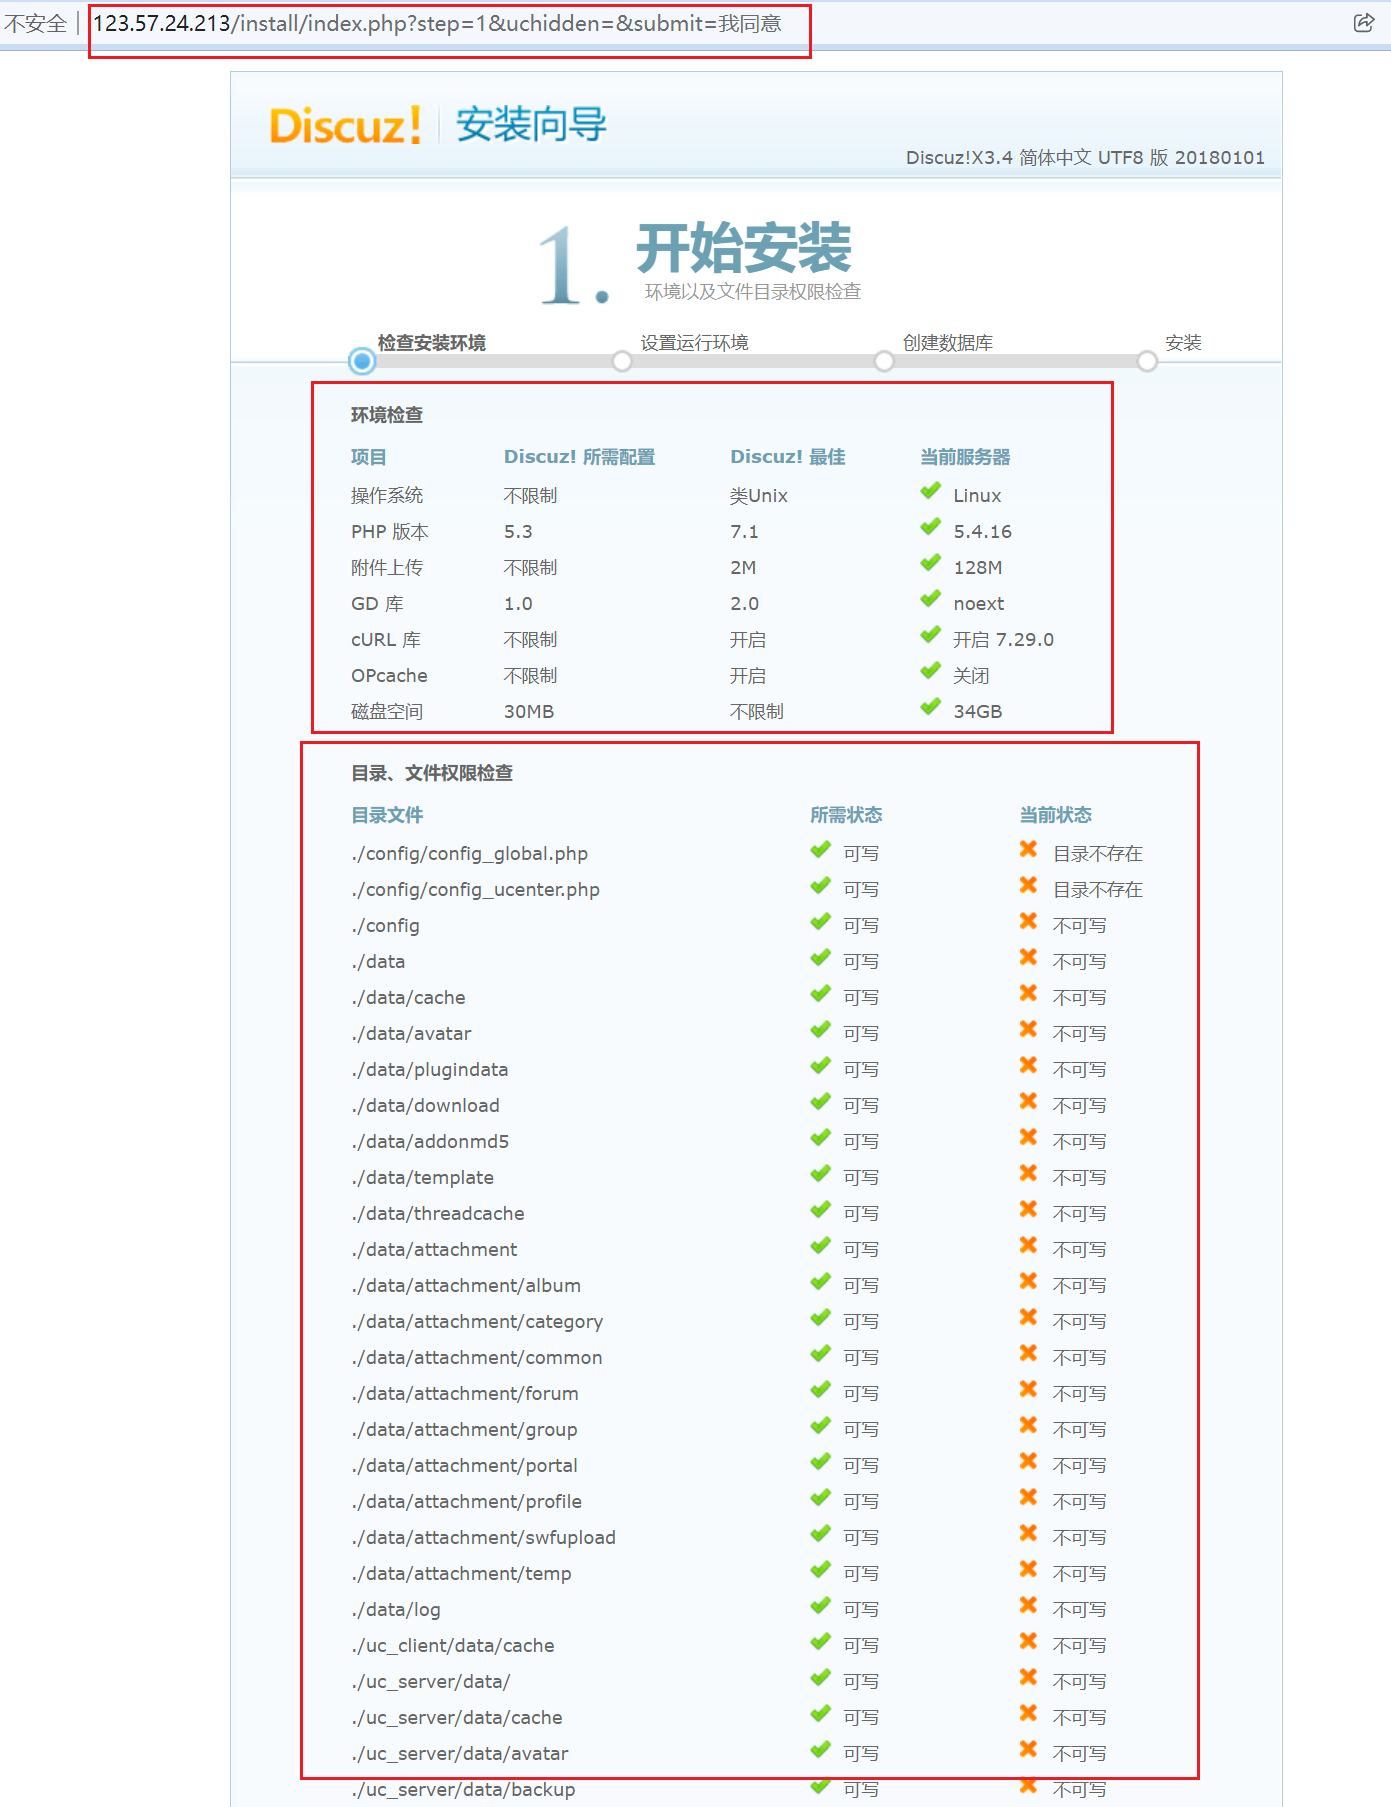 不安全 | 123.57.24.213/install/index.php?step=1&uchidden=&submit=我同意
Discuz! 安装向导
Discuz!X3.4 简体中文 UTF8 版 20180101
1. 开始安装
环境以及文件目录权限检查
检查安装环境 设置运行环境 创建数据库 安装
环境检查
项目 Discuz! 所需配置 Discuz! 最佳 当前服务器
操作系统 不限制 类Unix Linux
PHP 版本 5.3 7.1 5.4.16
附件上传 不限制 2M 128M
GD 库 1.0 2.0 noext
cURL 库 不限制 开启 开启 7.29.0
OPcache 不限制 开启 关闭
磁盘空间 30MB 不限制 34GB
目录、文件权限检查
目录文件 所需状态 当前状态
./config/config_global.php 可写 目录不存在
./config/config_ucenter.php 可写 目录不存在
./config 可写 不可写
./data 可写 不可写
./data/cache 可写 不可写
./data/avatar 可写 不可写
./data/plugindata 可写 不可写
./data/download 可写 不可写
./data/addonmd5 可写 不可写
./data/template 可写 不可写
./data/threadcache 可写 不可写
./data/attachment 可写 不可写
./data/attachment/album 可写 不可写
./data/attachment/category 可写 不可写
./data/attachment/common 可写 不可写
./data/attachment/forum 可写 不可写
./data/attachment/group 可写 不可写
./data/attachment/portal 可写 不可写
./data/attachment/profile 可写 不可写
./data/attachment/swfupload 可写 不可写
./data/attachment/temp 可写 不可写
./data/log 可写 不可写
./uc_client/data/cache 可写 不可写
./uc_server/data/ 可写 不可写
./uc_server/data/cache 可写 不可写
./uc_server/data/avatar 可写 不可写
./uc_server/data/backup 可写 不可写